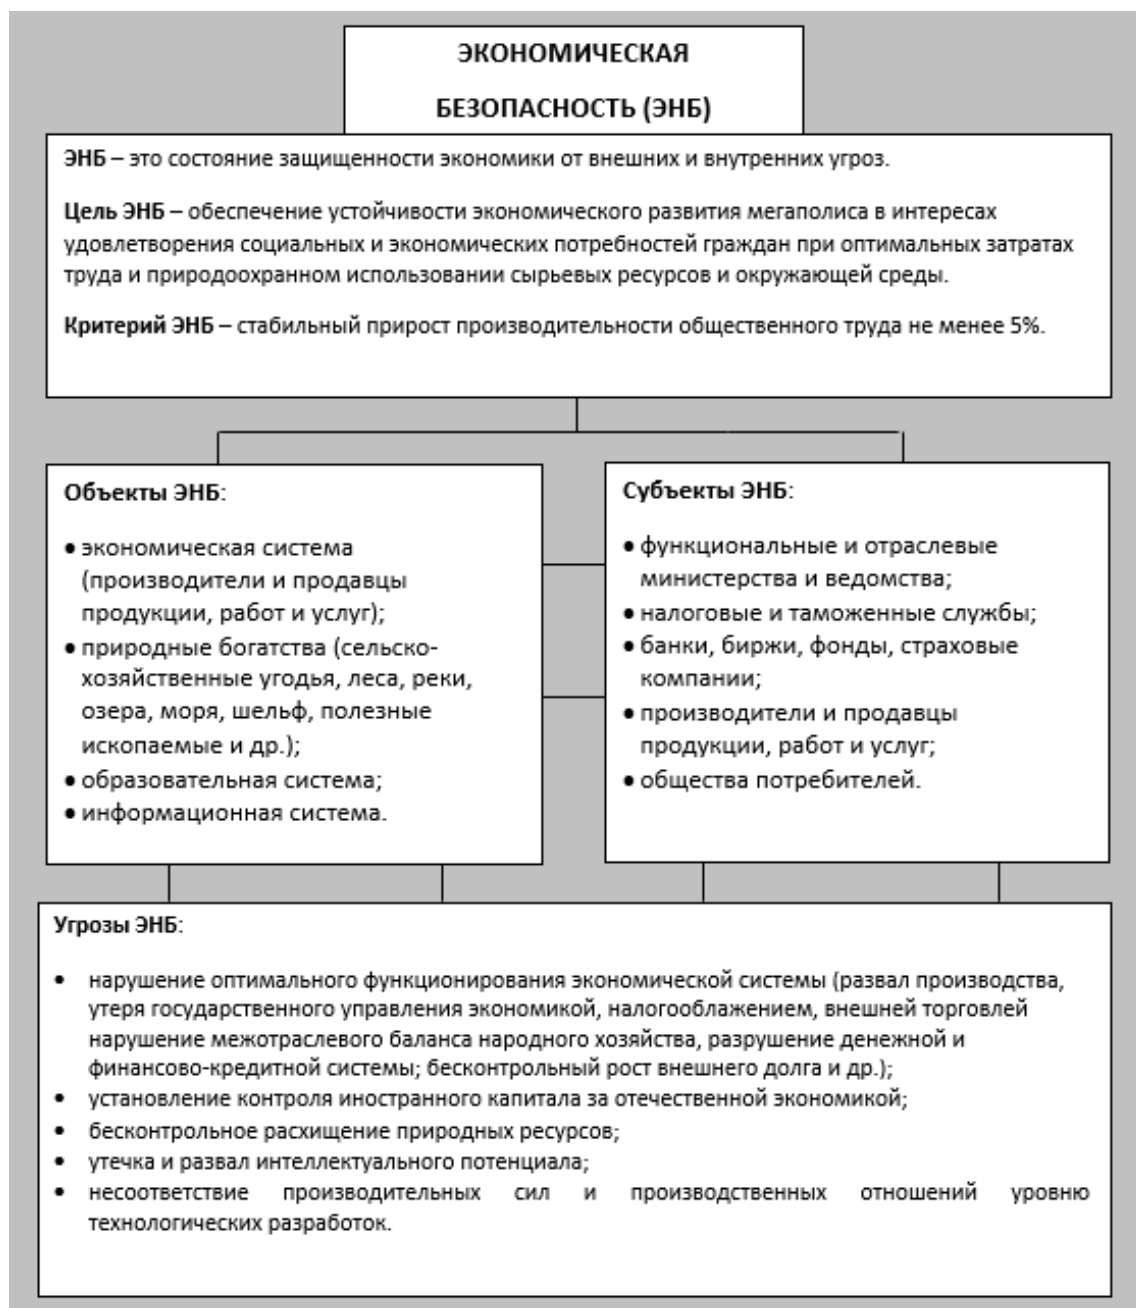 ЭКОНОМИЧЕСКАЯ
БЕЗОПАСНОСТЬ (ЭНБ)
ЭНБ – это состояние защищенности экономики от внешних и внутренних угроз.
Цель ЭНБ – обеспечение устойчивости экономического развития мегаполиса в интересах
удовлетворения социальных и экономических потребностей граждан при оптимальных затратах
труда и природоохранном использовании сырьевых ресурсов и окружающей среды.
Критерий ЭНБ – стабильный прирост производительности общественного труда не менее 5%.
Объекты ЭНБ:
• экономическая система
(производители и продавцы
продукции, работ и услуг);
• природные богатства (сельско-
хозяйственные угодья, леса, реки,
озера, моря, шельф, полезные
ископаемые и др.);
• образовательная система;
• информационная система.
Субъекты ЭНБ:
• функциональные и отраслевые
министерства и ведомства;
• налоговые и таможенные службы;
• банки, биржи, фонды, страховые
компании;
• производители и продавцы
продукции, работ и услуг;
• общества потребителей.
Угрозы ЭНБ:
• нарушение оптимального функционирования экономической системы (развал производства,
утеря государственного управления экономикой, налогооблажением, внешней торговлей
нарушение межотраслевого баланса народного хозяйства, разрушение денежной и
финансово-кредитной системы; бесконтрольный рост внешнего долга и др.);
• установление контроля иностранного капитала за отечественной экономикой;
• бесконтрольное расхищение природных ресурсов;
• утечка и развал интеллектуального потенциала;
• несоответствие производительных сил и производственных отношений уровню
технологических разработок.